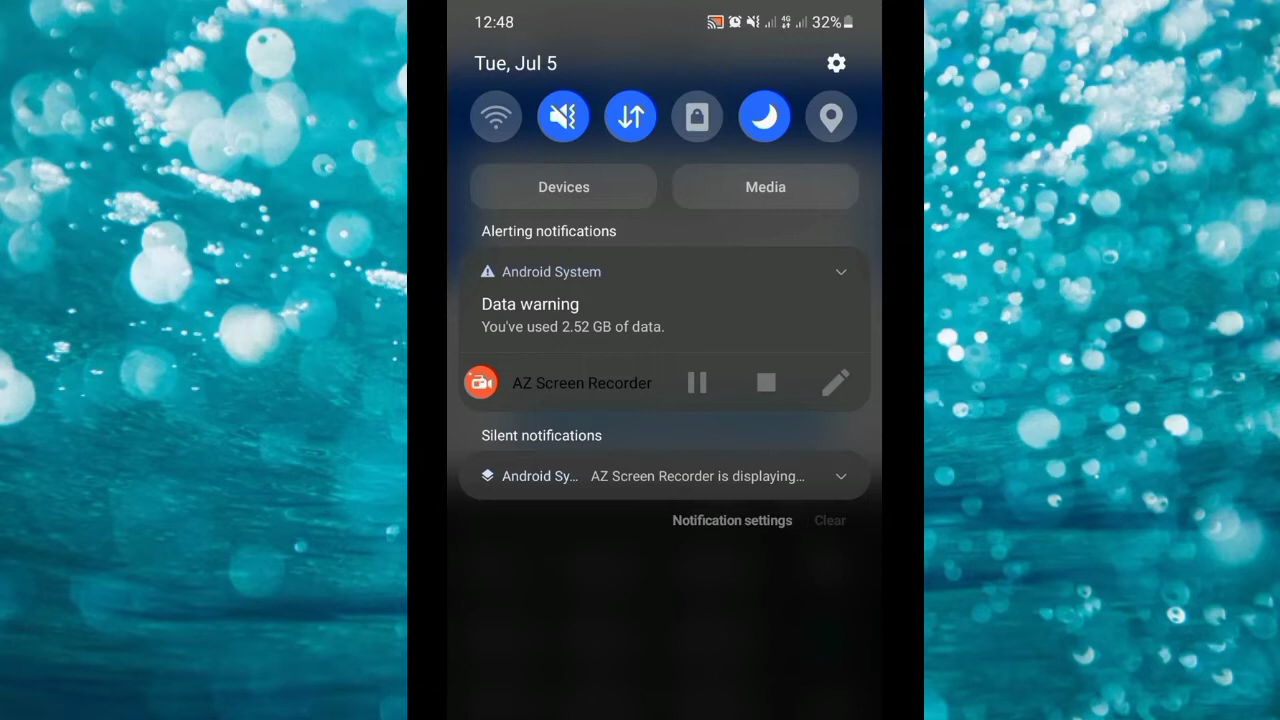 12:48
4G
32%
Tue, Jul 5
Devices
Media
Alerting notifications
Android System
Data warning
You've used 2.52 GB of data.
AZ Screen Recorder
Silent notifications
Android Sy... AZ Screen Recorder is displaying...
Notification settings
Clear